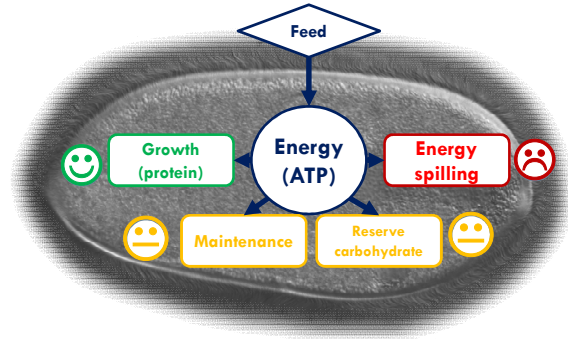 Feed
Energy
(ATP)
Growth
(protein)
Energy
spilling
Maintenance
Reserve
carbohydrate